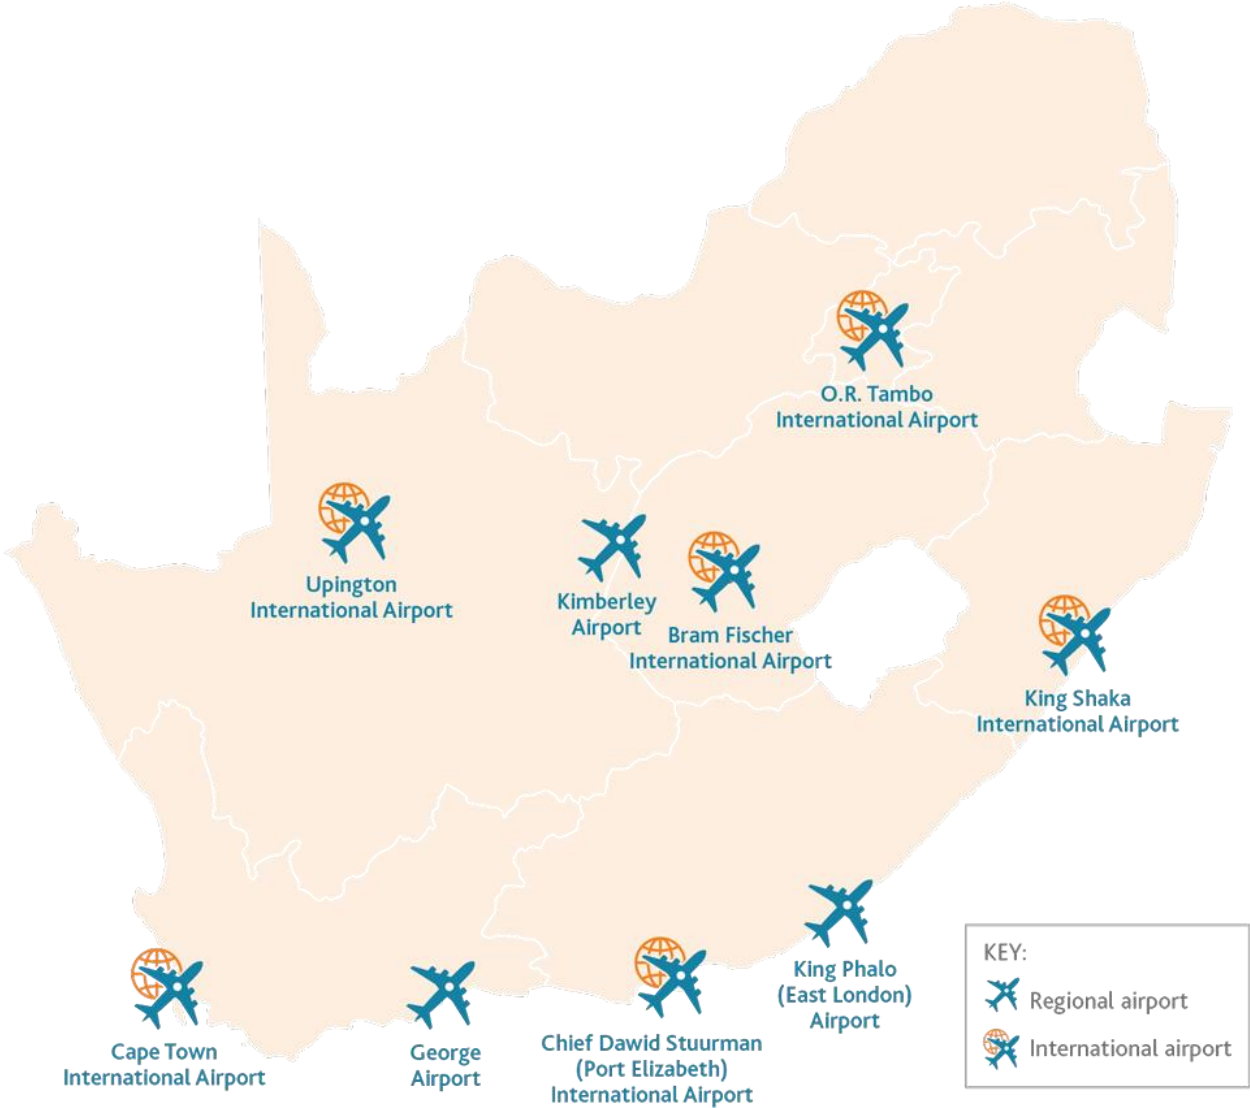 O.R. Tambo
International Airport
Upington
International Airport
Kimberley
Airport
Bram Fischer
International Airport
King Shaka
International Airport
King Phalo
(East London)
Airport
Cape Town
International Airport
George
Airport
Chief Dawid Stuurman
(Port Elizabeth)
International Airport
KEY:
Regional airport
International airport